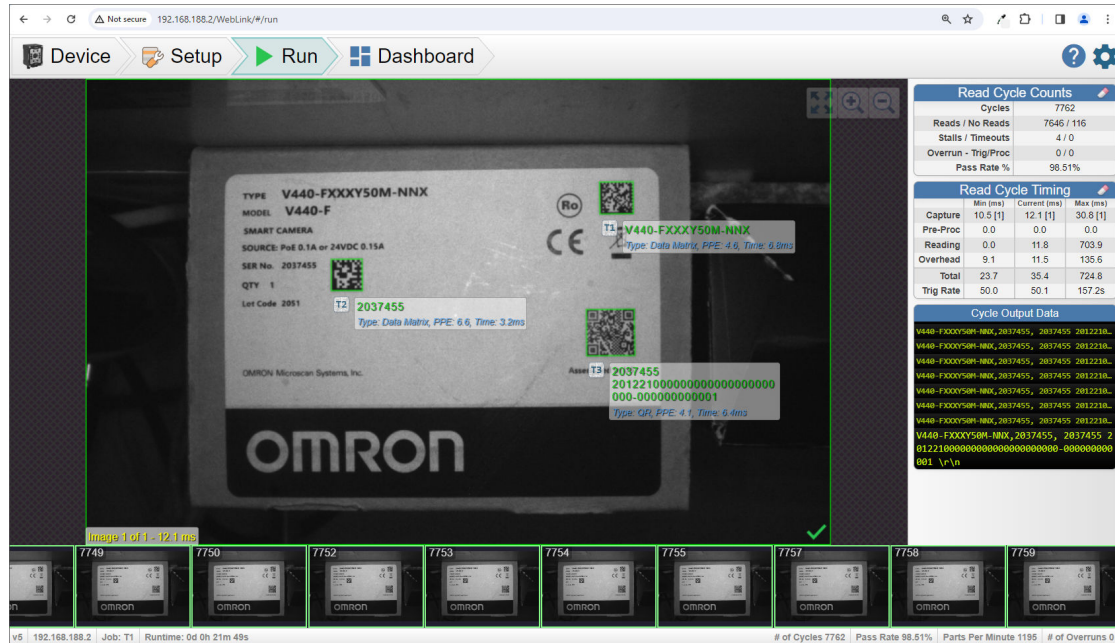 Not secure 192.168.188.2/WebLink/#/run
Device Setup Run Dashboard
TYPE V440-FXXXY50M-NNX
MODEL V440-F
SMART CAMERA
SOURCE: PoE 0.1A or 24VDC 0.15A
SER No. 2037455
QTY 1
Lot Code 2051
Ro
CE
T1 V440-FXXXY50M-NNX
Type: Data Matrix, PPE: 4.6, Time: 6.8ms
T2 2037455
Type: Data Matrix, PPE: 6.6, Time: 3.2ms
OMRON Microscan Systems, Inc.
T3 2037455
20122100000000000000000000
000-000000000001
Type: QR, PPE: 4.1, Time: 6.4ms
OMRON
Image 1 of 1 - 12.1 ms
Read Cycle Counts
Cycles 7762
Reads / No Reads 7646 / 116
Stalls / Timeouts 4 / 0
Overrun - Trig/Proc 0 / 0
Pass Rate % 98.51%
Read Cycle Timing
Min (ms) Current (ms) Max (ms)
Capture 10.5 [1] 12.1 [1] 30.8 [1]
Pre-Proc 0.0 0.0 0.0
Reading 0.0 11.8 703.9
Overhead 9.1 11.5 135.6
Total 23.7 35.4 724.8
Trig Rate 50.0 50.1 157.2s
Cycle Output Data
V440-FXXXY50M-NNX,2037455, 2037455 2012210…
V440-FXXXY50M-NNX,2037455, 2037455 2012210…
V440-FXXXY50M-NNX,2037455, 2037455 2012210…
V440-FXXXY50M-NNX,2037455, 2037455 2012210…
V440-FXXXY50M-NNX,2037455, 2037455 2012210…
V440-FXXXY50M-NNX,2037455, 2037455 2012210…
V440-FXXXY50M-NNX,2037455, 2037455 2012210…
V440-FXXXY50M-NNX,2037455, 2037455 2
0122100000000000000000000000-000000000
001 \r\n
7749 7750 7752 7753 7754 7755 7757 7758 7759
OMRON OMRON OMRON OMRON OMRON OMRON OMRON OMRON OMRON
v5 192.168.188.2 Job: T1 Runtime: 0d 0h 21m 49s # of Cycles 7762 Pass Rate 98.51% Parts Per Minute 1195 # of Overruns 0